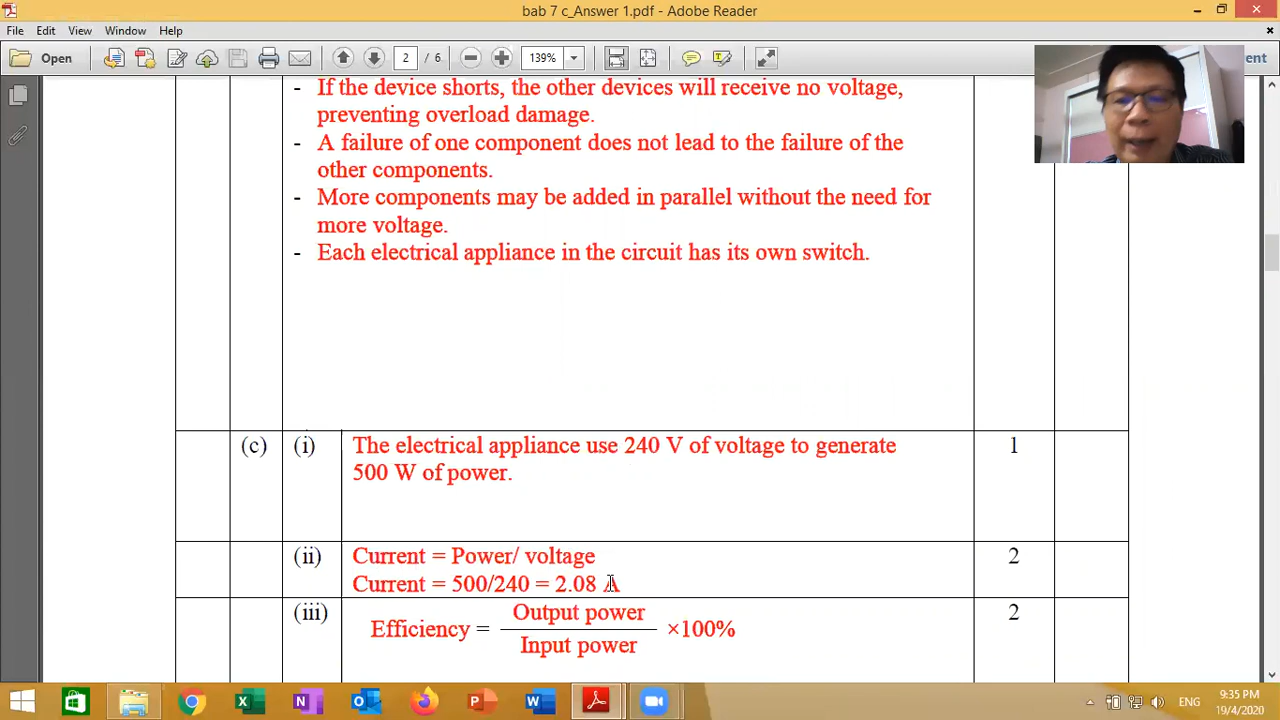 bab 7 c_Answer 1.pdf - Adobe Reader
File Edit View Window Help
Open 2 / 6 139% ent
- If the device shorts, the other devices will receive no voltage,
preventing overload damage.
- A failure of one component does not lead to the failure of the
other components.
- More components may be added in parallel without the need for
more voltage.
- Each electrical appliance in the circuit has its own switch.
(c) (i) The electrical appliance use 240 V of voltage to generate 1
500 W of power.
(ii) Current = Power/ voltage 2
Current = 500/240 = 2.08 A
(iii) Efficiency = Output power / Input power ×100% 2
ENG
9:35 PM
19/4/2020